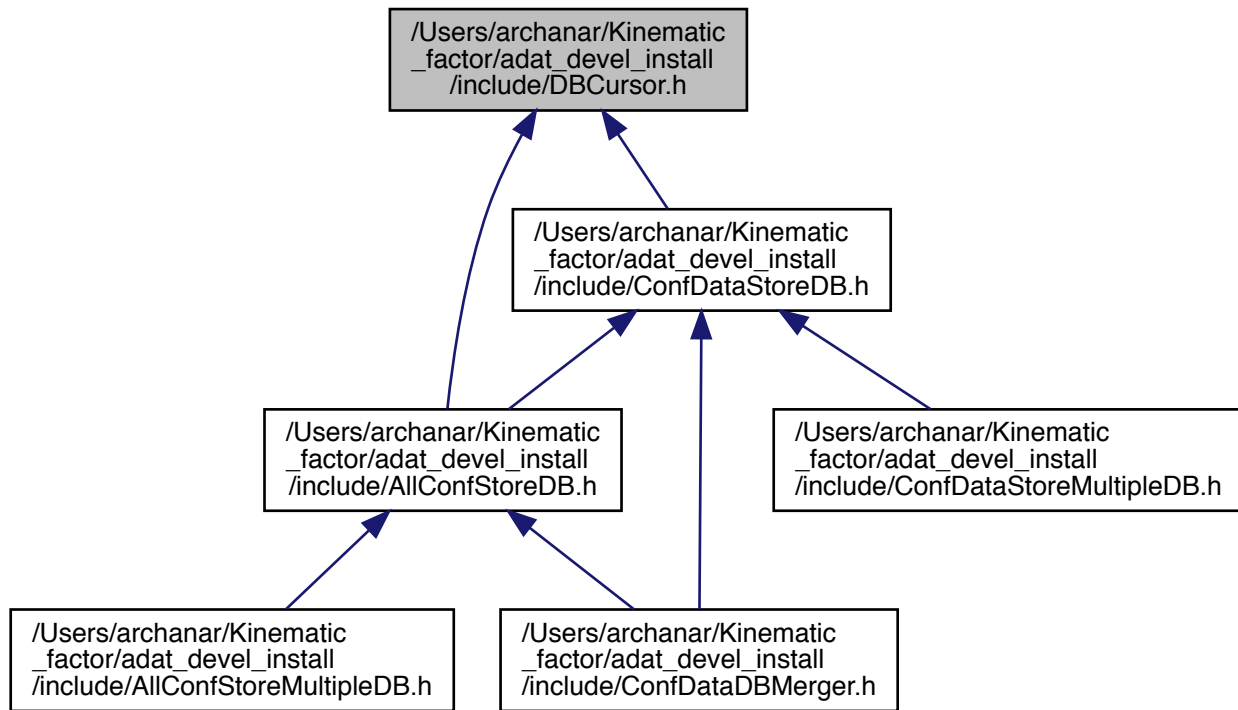 /Users/archanar/Kinematic
_factor/adat_devel_install
/include/DBCursor.h
/Users/archanar/Kinematic
_factor/adat_devel_install
/include/ConfDataStoreDB.h
/Users/archanar/Kinematic
_factor/adat_devel_install
/include/AllConfStoreDB.h
/Users/archanar/Kinematic
_factor/adat_devel_install
/include/ConfDataStoreMultipleDB.h
/Users/archanar/Kinematic
_factor/adat_devel_install
/include/AllConfStoreMultipleDB.h
/Users/archanar/Kinematic
_factor/adat_devel_install
/include/ConfDataDBMerger.h